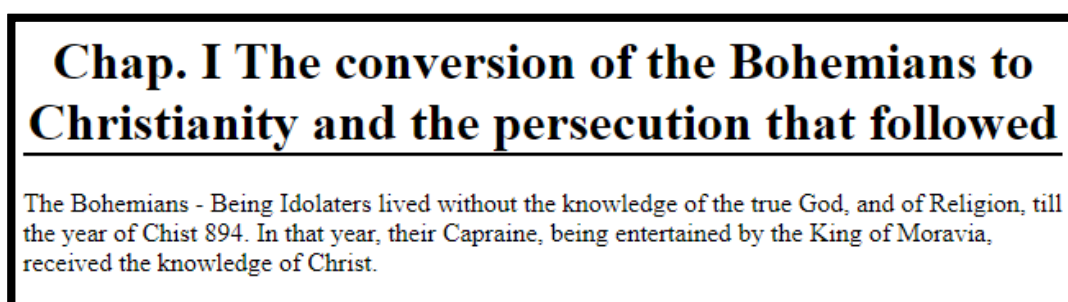 Chap. I The conversion of the Bohemians to
Christianity and the persecution that followed
The Bohemians - Being Idolaters lived without the knowledge of the true God, and of Religion, till
the year of Chist 894. In that year, their Capraine, being entertained by the King of Moravia,
received the knowledge of Christ.